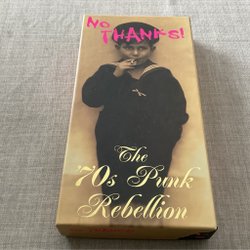 No
THANKS!
The
'70s Punk
Rebellion